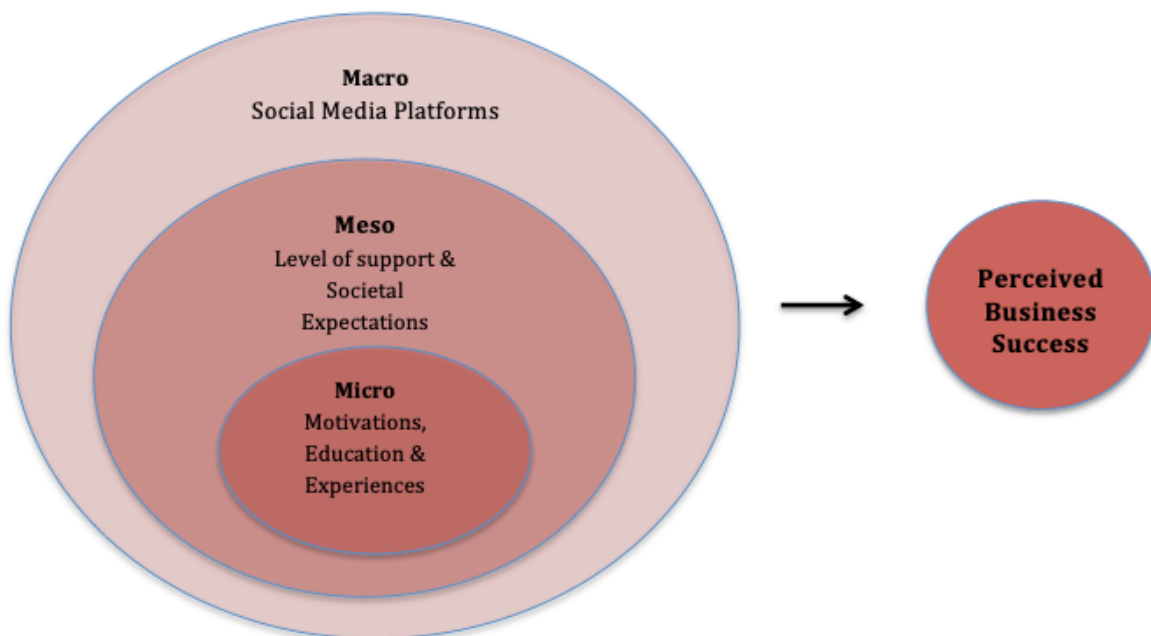 Macro
Social Media Platforms
Meso
Level of support &
Societal
Expectations
Micro
Motivations,
Education &
Experiences
Perceived
Business
Success